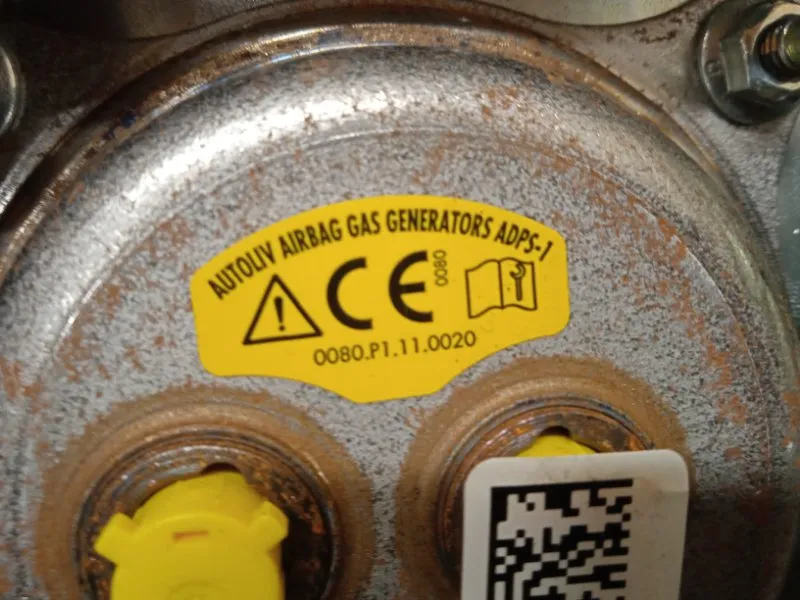 AUTOLIV AIRBAG GAS GENERATORS ADPS-1
CE 0080
0080.P1.11.0020